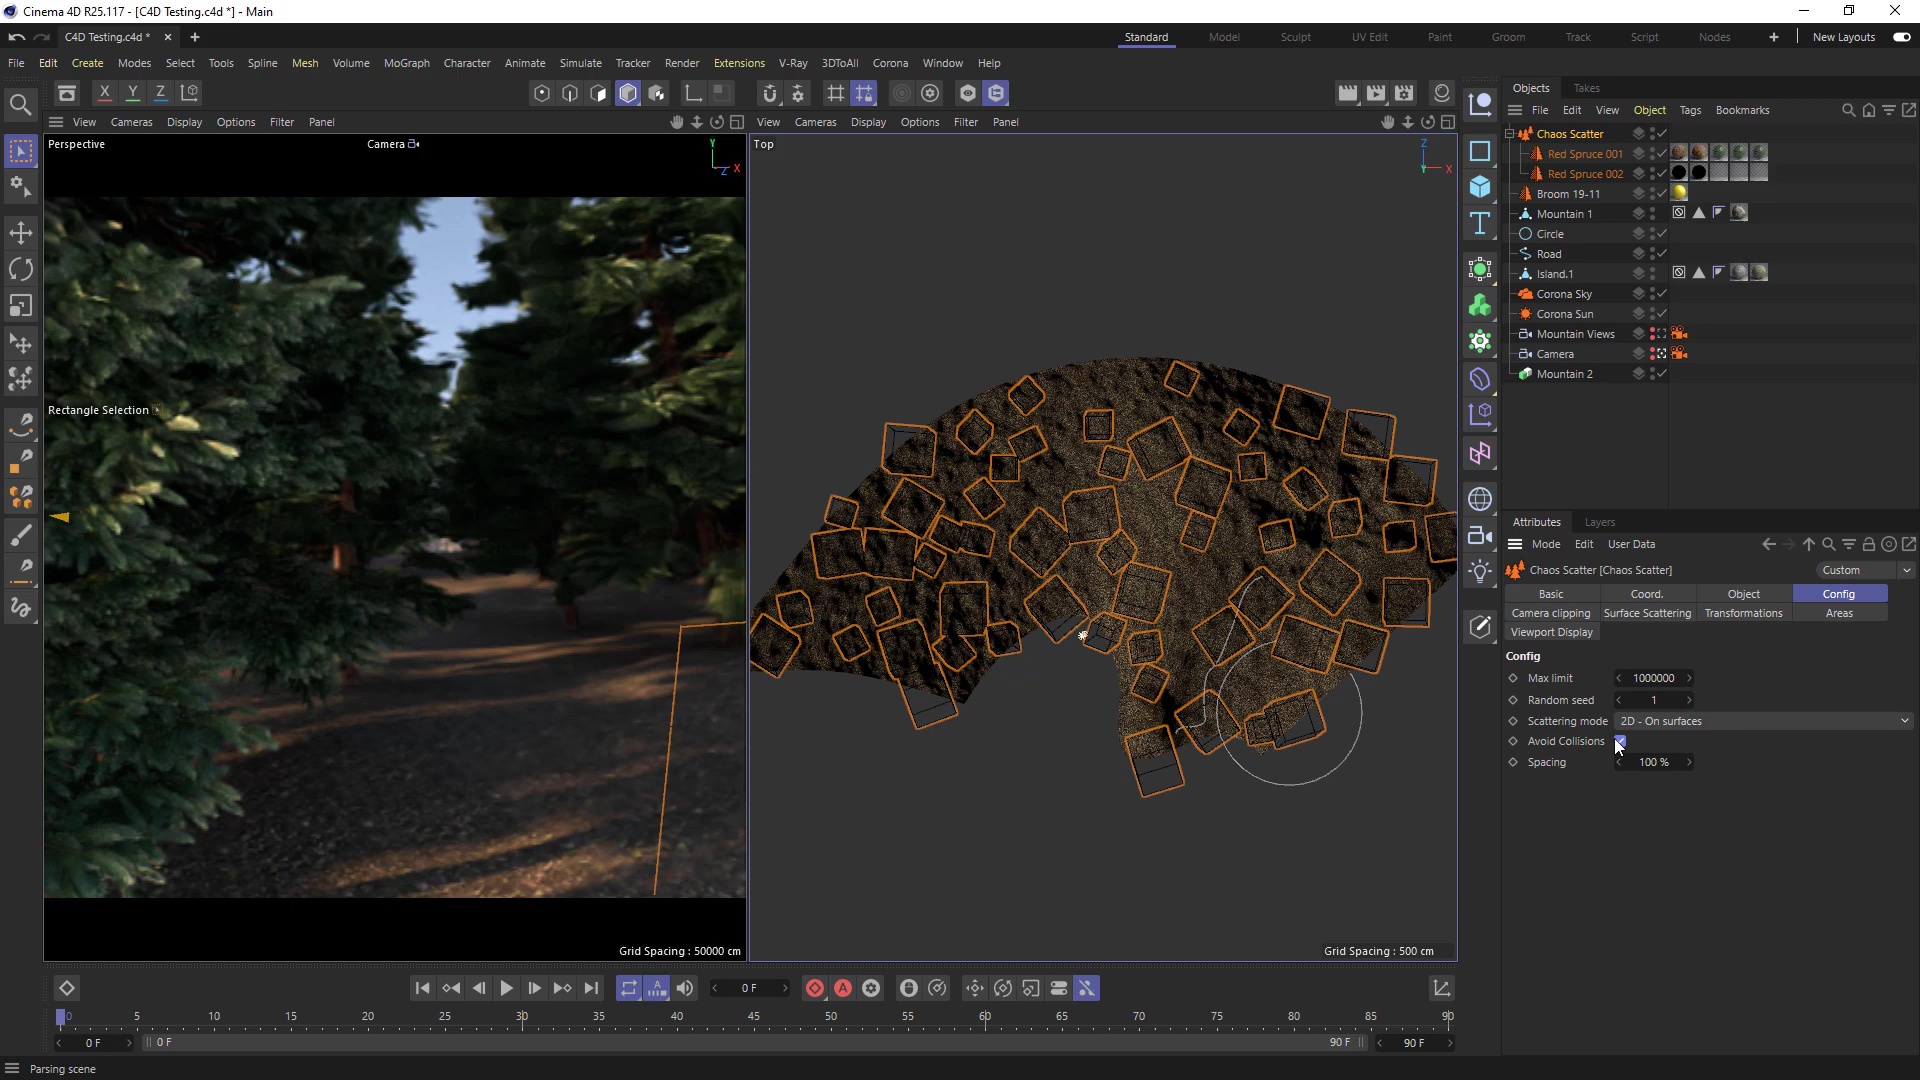 Cinema 4D R25.117 - [C4D Testing.c4d *] - Main
C4D Testing.c4d *
Standard Model Sculpt UV Edit Paint Groom Track Script Nodes New Layouts
File Edit Create Modes Select Tools Spline Mesh Volume MoGraph Character Animate Simulate Tracker Render Extensions V-Ray 3DToAll Corona Window Help
X Y Z
Objects Takes
File Edit View Object Tags Bookmarks
View Cameras Display Options Filter Panel
View Cameras Display Options Filter Panel
Perspective
Camera
Y
X
Z
Top
Z
Y X
Rectangle Selection
Grid Spacing : 50000 cm
Grid Spacing : 500 cm
Chaos Scatter
Red Spruce 001
Red Spruce 002
Broom 19-11
Mountain 1
Circle
Road
Island.1
Corona Sky
Corona Sun
Mountain Views
Camera
Mountain 2
Attributes Layers
Mode Edit User Data
Chaos Scatter [Chaos Scatter]
Custom
Basic Coord. Object Config
Camera clipping Surface Scattering Transformations Areas
Viewport Display
Config
Max limit 1000000
Random seed 1
Scattering mode 2D - On surfaces
Avoid Collisions
Spacing 100 %
0 F
0 5 10 15 20 25 30 35 40 45 50 55 60 65 70 75 80 85 90
0 F 0 F 90 F 90 F
Parsing scene